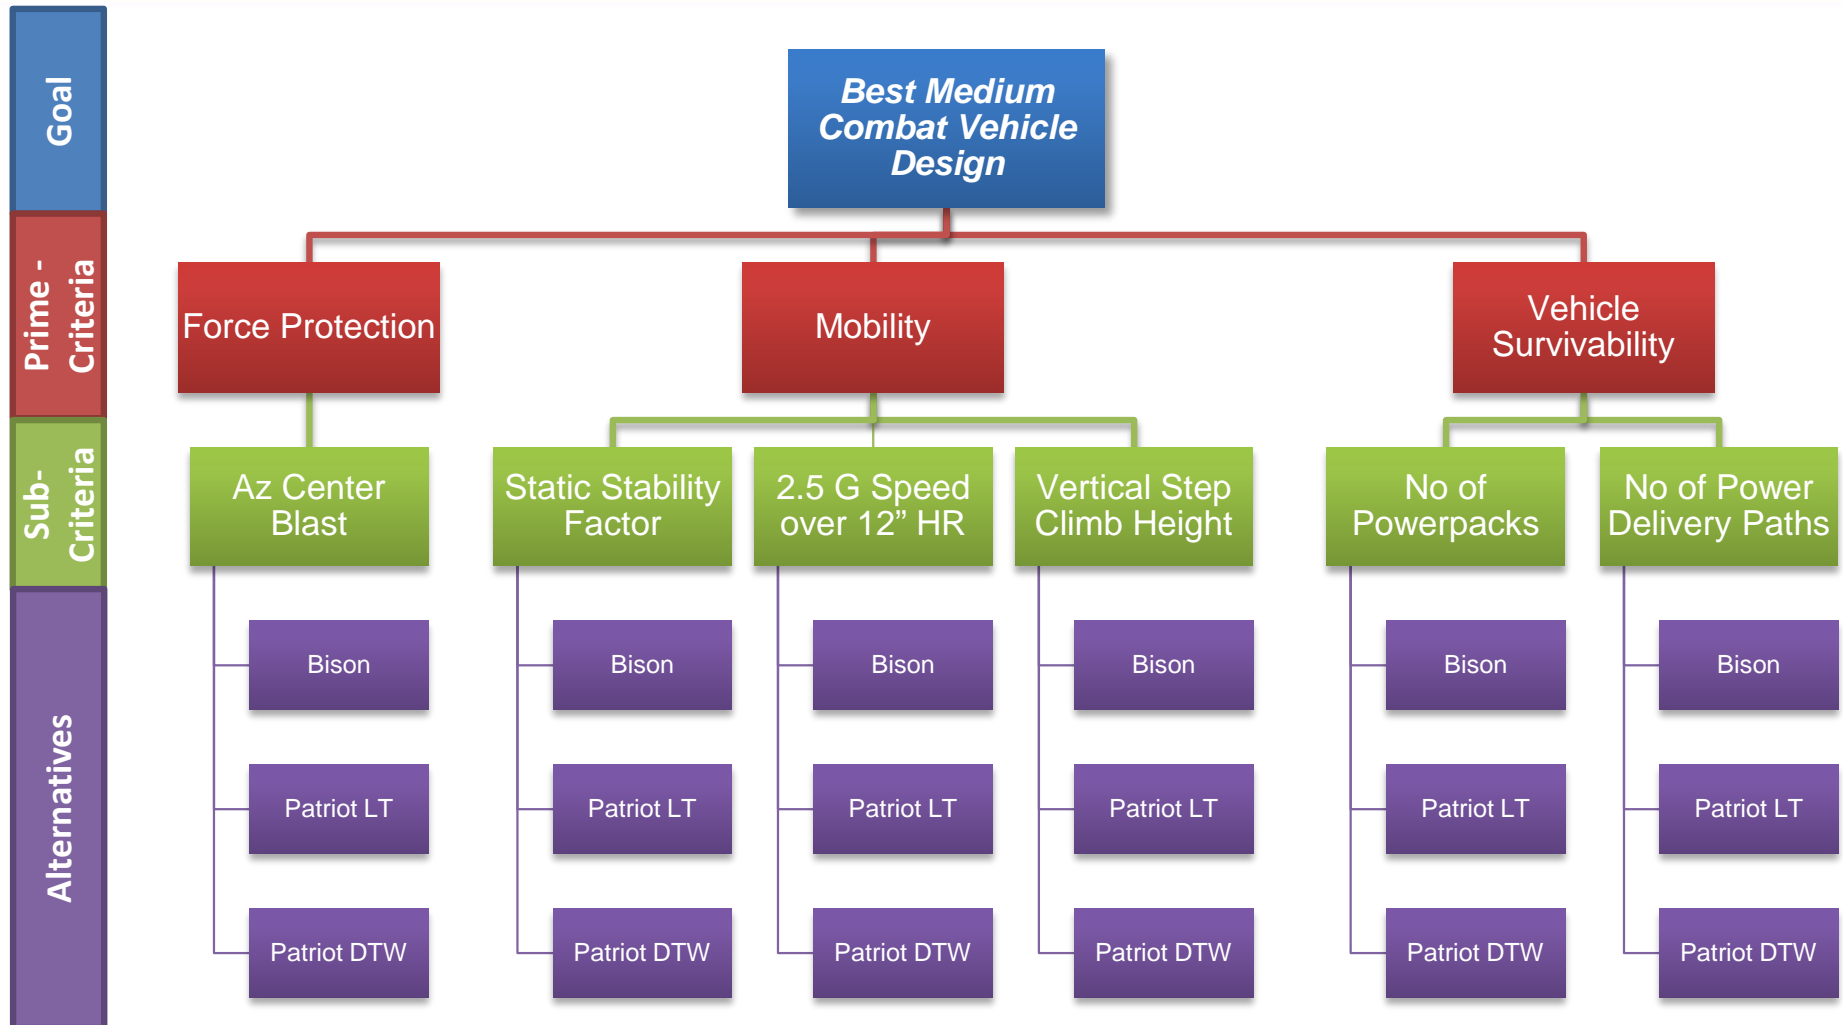 Goal
Best Medium
Combat Vehicle
Design
Prime -
Criteria
Force Protection
Mobility
Vehicle
Survivability
Sub-
Criteria
Az Center
Blast
Static Stability
Factor
2.5 G Speed
over 12” HR
Vertical Step
Climb Height
No of
Powerpacks
No of Power
Delivery Paths
Alternatives
Bison
Bison
Bison
Bison
Bison
Bison
Patriot LT
Patriot LT
Patriot LT
Patriot LT
Patriot LT
Patriot LT
Patriot DTW
Patriot DTW
Patriot DTW
Patriot DTW
Patriot DTW
Patriot DTW